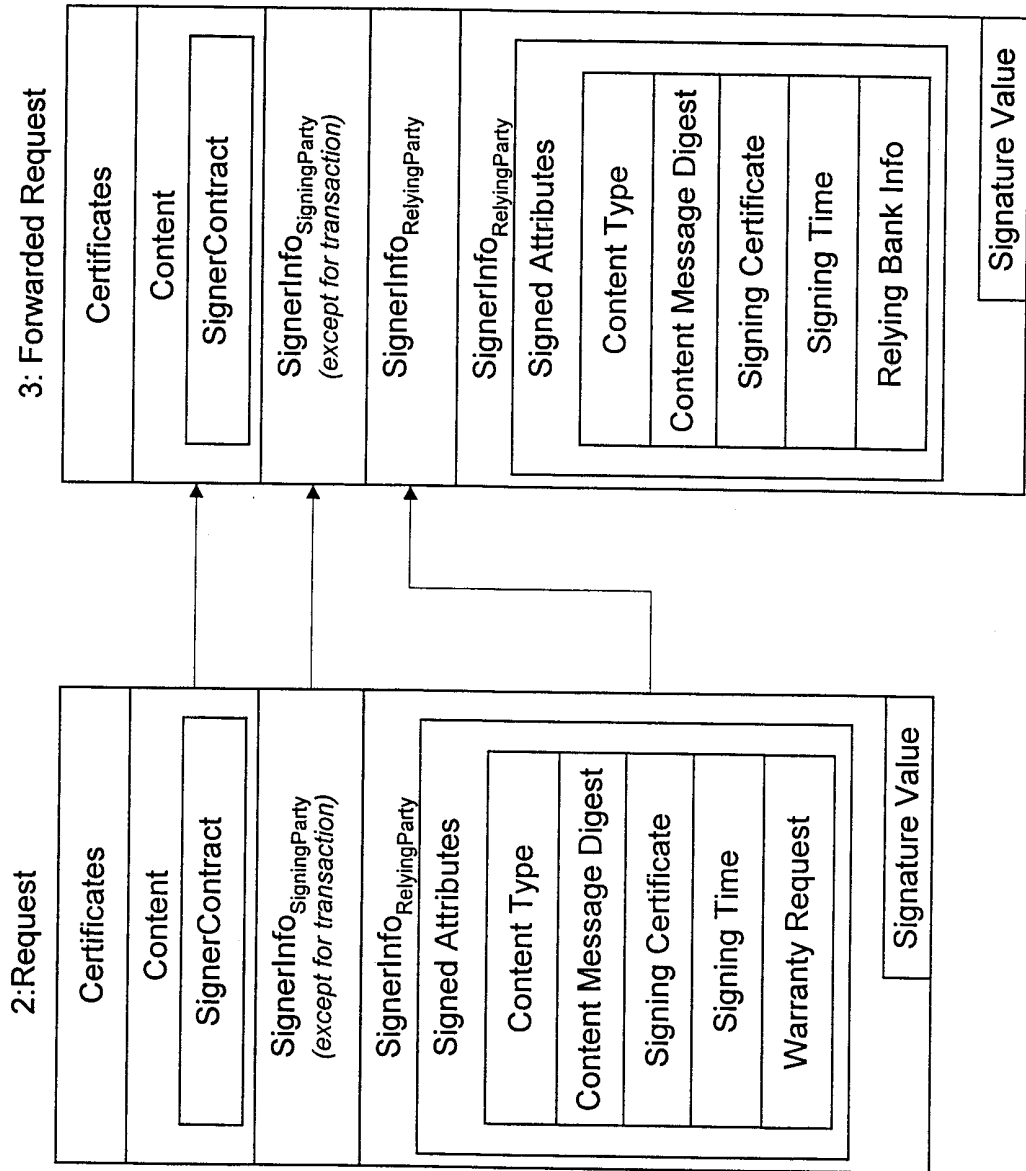 2:Request
Certificates
Content
SignerContract
SignerInfoSigningParty
(except for transaction)
SignerInfoRelyingParty
Signed Attributes
Content Type
Content Message Digest
Signing Certificate
Signing Time
Warranty Request
Signature Value
3: Forwarded Request
Certificates
Content
SignerContract
SignerInfoSigningParty
(except for transaction)
SignerInfoRelyingParty
SignerInfoRelyingParty
Signed Attributes
Content Type
Content Message Digest
Signing Certificate
Signing Time
Relying Bank Info
Signature Value